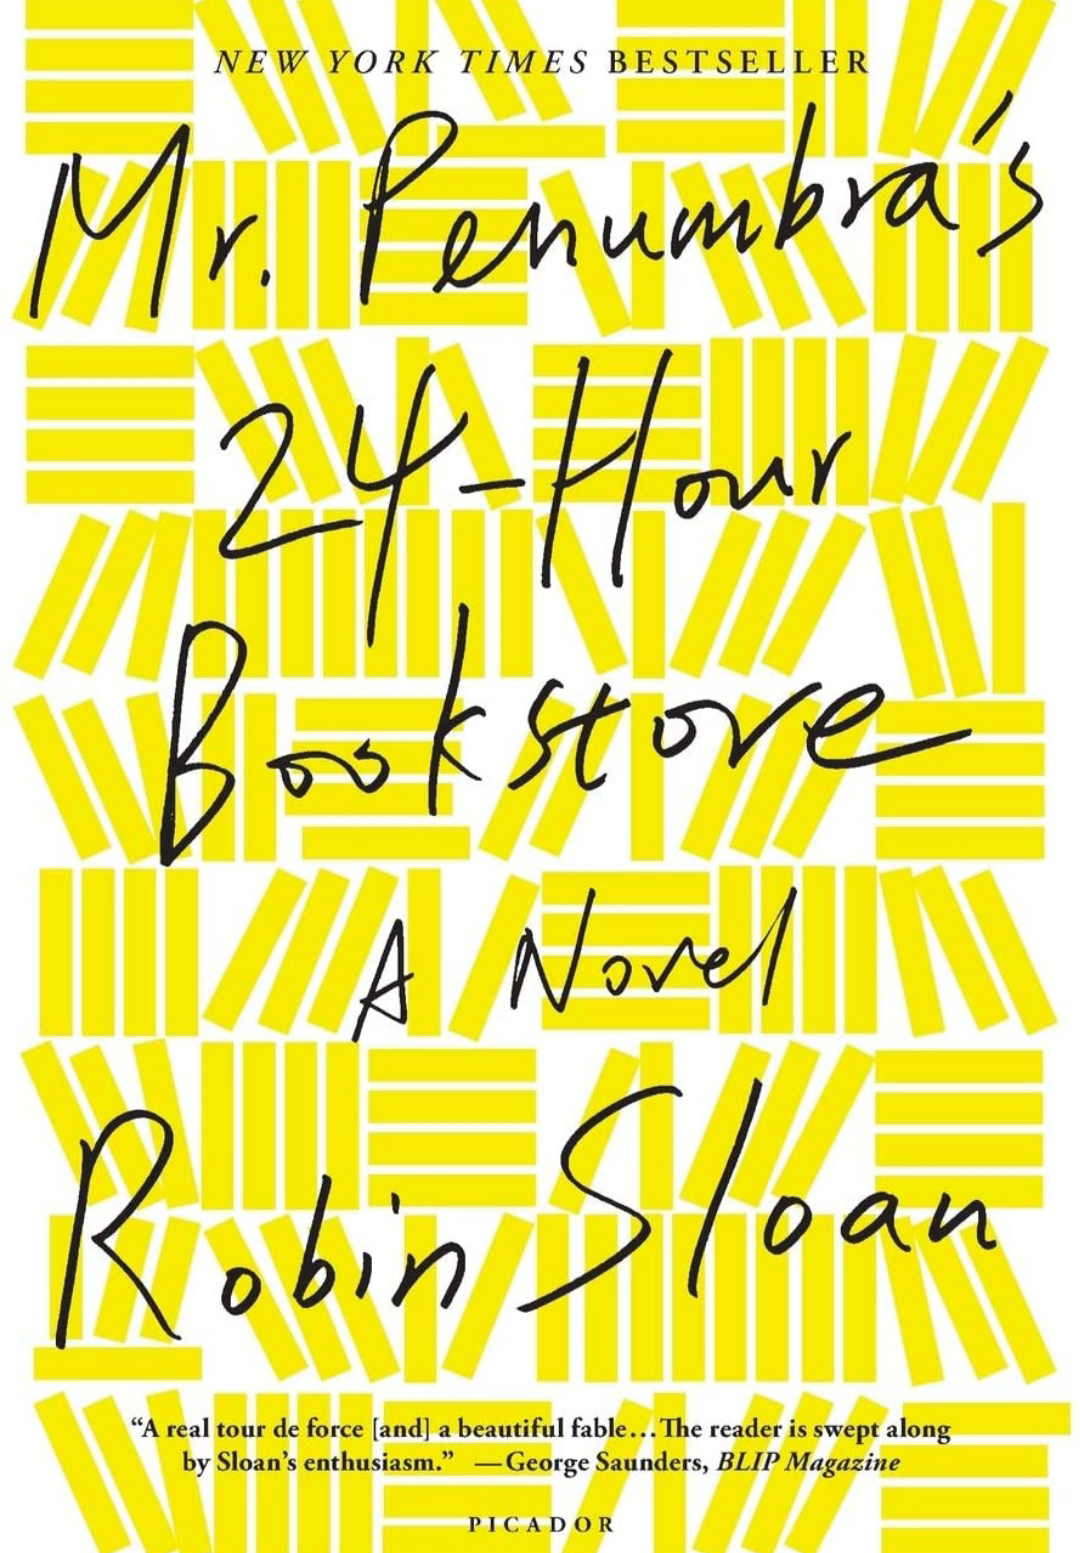 NEW YORK TIMES BESTSELLER
Mr. Penumbra's
24-Hour
Bookstore
A Novel
Robin Sloan
“A real tour de force [and] a beautiful fable... The reader is swept along
by Sloan’s enthusiasm.” —George Saunders, BLIP Magazine
PICADOR